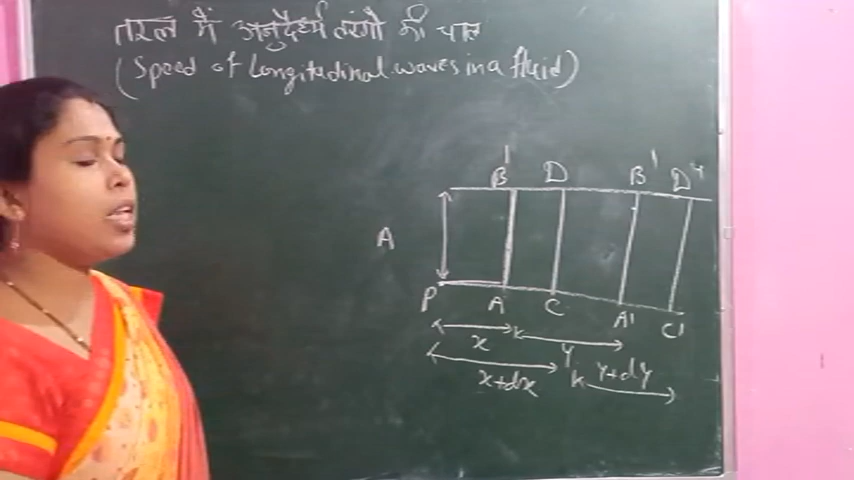 तरल में अनुदैर्ध्य तरंगों की चाल
(Speed of Longitudinal waves in a fluid)
B' D B' D'
A
P A C A' C'
x y
x+dx y+dy